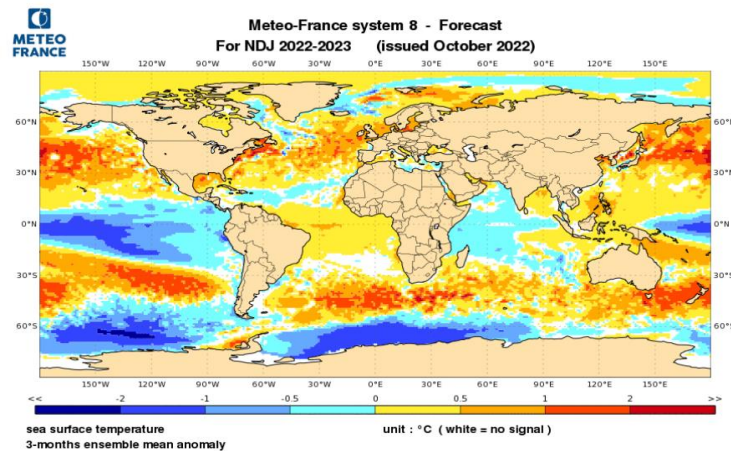 METEO
FRANCE
Meteo-France system 8 - Forecast
For NDJ 2022-2023 (issued October 2022)
150°W 120°W 90°W 60°W 30°W 0°E 30°E 60°E 90°E 120°E 150°E
60°N 60°N
30°N 30°N
0°N 0°N
30°S 30°S
60°S 60°S
150°W 120°W 90°W 60°W 30°W 0°E 30°E 60°E 90°E 120°E 150°E
<< -2 -1 -0.5 0 0.5 1 2 >>
sea surface temperature unit : °C ( white = no signal )
3-months ensemble mean anomaly